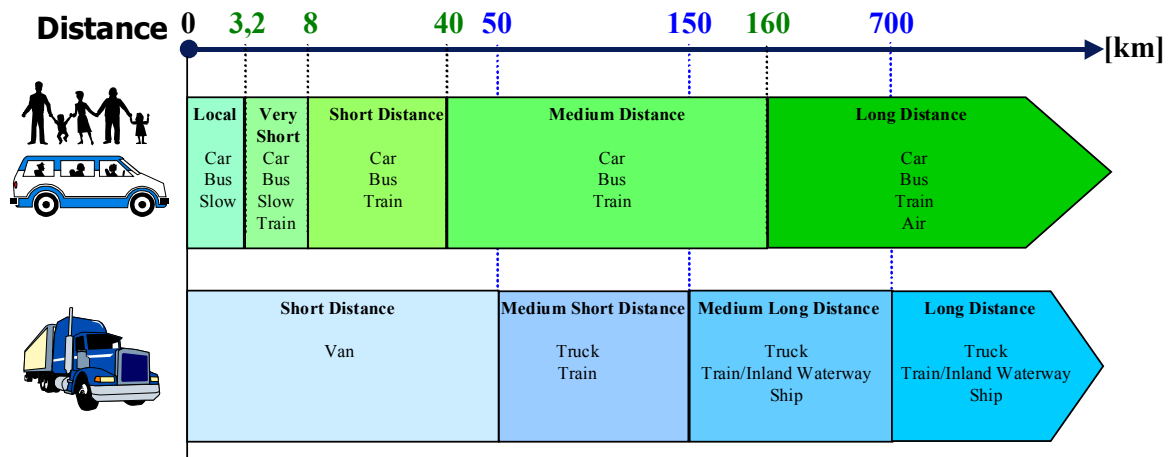 Distance 0 3,2 8 40 50 150 160 700
[km]
Local
Car
Bus
Slow
Very
Short
Car
Bus
Slow
Train
Short Distance
Car
Bus
Train
Medium Distance
Car
Bus
Train
Long Distance
Car
Bus
Train
Air
Short Distance
Van
Medium Short Distance
Truck
Train
Medium Long Distance
Truck
Train/Inland Waterway
Ship
Long Distance
Truck
Train/Inland Waterway
Ship